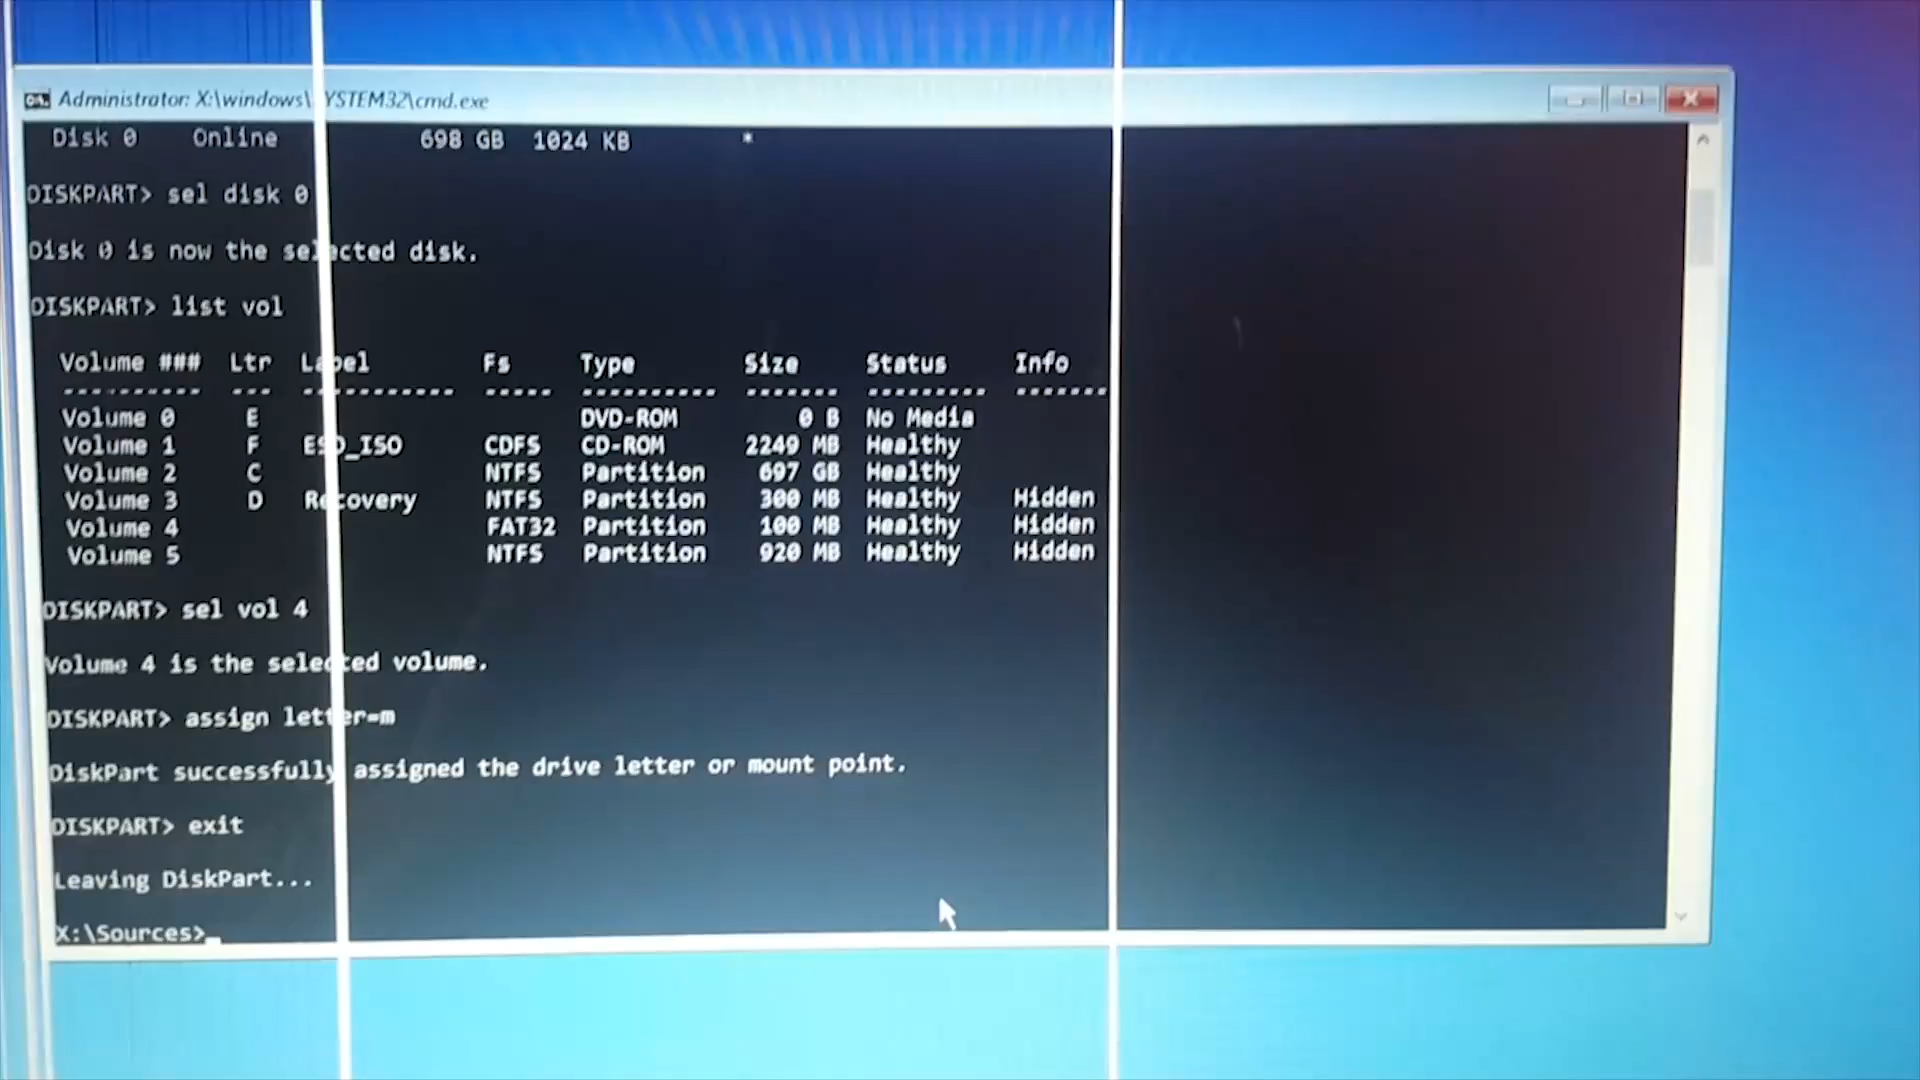 Administrator: X:\windows\SYSTEM32\cmd.exe
Disk 0 Online 698 GB 1024 KB *
DISKPART> sel disk 0
Disk 0 is now the selected disk.
DISKPART> list vol
Volume ### Ltr Label Fs Type Size Status Info
---------- --- ----------- ----- ---------- ------- --------- --------
Volume 0 E DVD-ROM 0 B No Media
Volume 1 F ESD_ISO CDFS CD-ROM 2249 MB Healthy
Volume 2 C NTFS Partition 697 GB Healthy
Volume 3 D Recovery NTFS Partition 300 MB Healthy Hidden
Volume 4 FAT32 Partition 100 MB Healthy Hidden
Volume 5 NTFS Partition 920 MB Healthy Hidden
DISKPART> sel vol 4
Volume 4 is the selected volume.
DISKPART> assign letter=m
DiskPart successfully assigned the drive letter or mount point.
DISKPART> exit
Leaving DiskPart...
X:\Sources>_